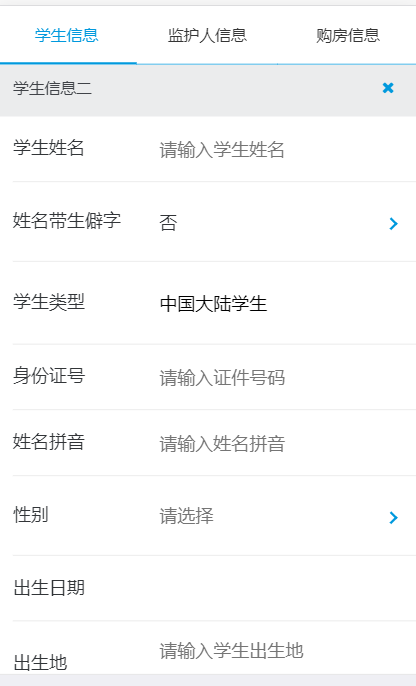 学生信息 监护人信息 购房信息
学生信息二
学生姓名 请输入学生姓名
姓名带生僻字 否
学生类型 中国大陆学生
身份证号 请输入证件号码
姓名拼音 请输入姓名拼音
性别 请选择
出生日期
出生地 请输入学生出生地